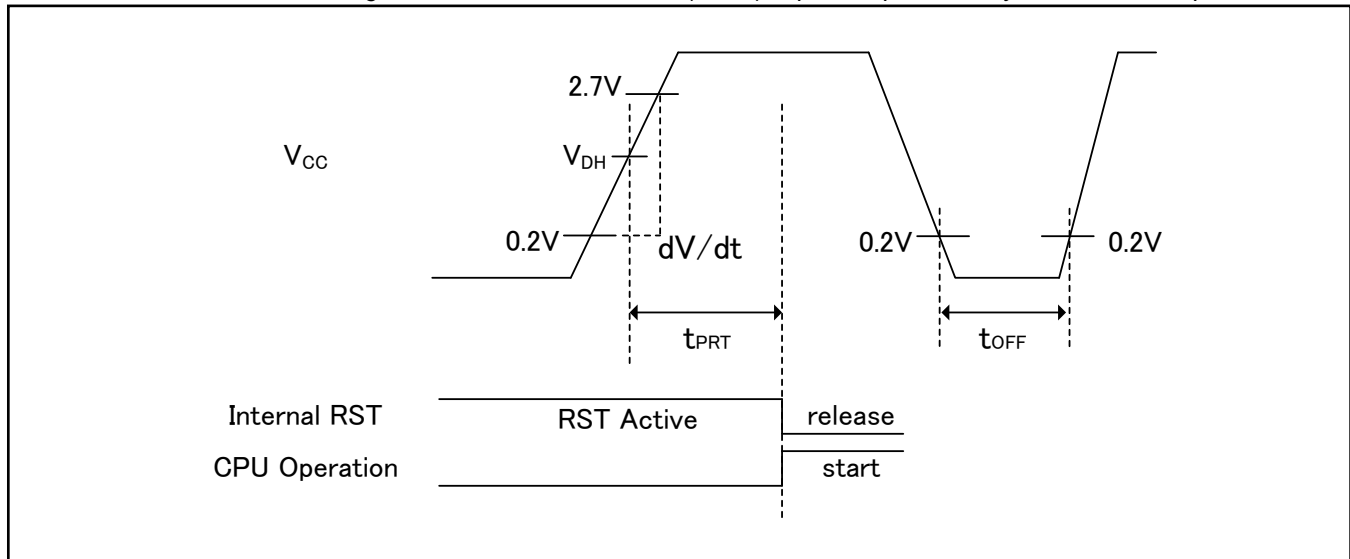 2.7V
VCC
VDH
0.2V
dV/dt
0.2V
0.2V
tPRT
tOFF
Internal RST
RST Active
release
CPU Operation
start